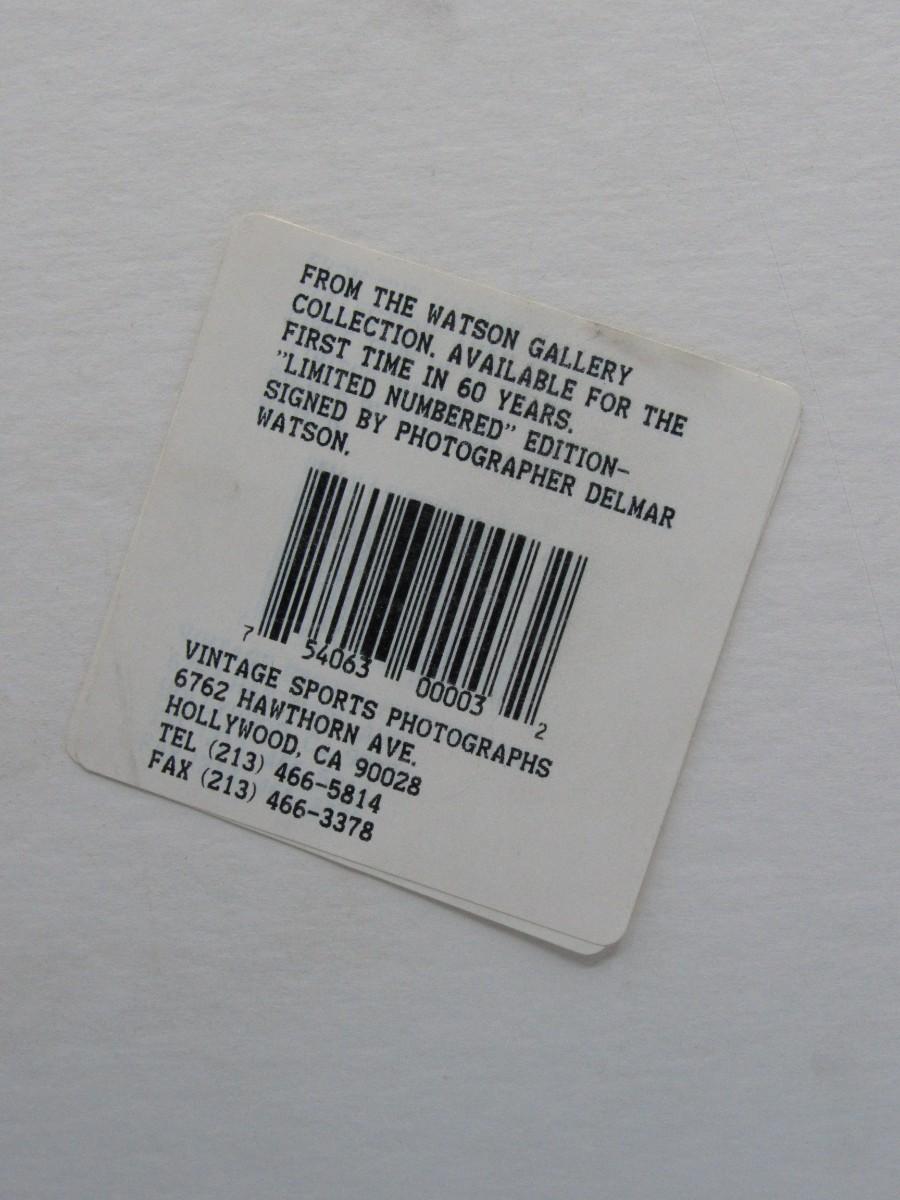 FROM THE WATSON GALLERY
COLLECTION. AVAILABLE FOR THE
FIRST TIME IN 60 YEARS.
"LIMITED NUMBERED" EDITION-
SIGNED BY PHOTOGRAPHER DELMAR
WATSON.
7 54063 00003 2
VINTAGE SPORTS PHOTOGRAPHS
6762 HAWTHORN AVE.
HOLLYWOOD, CA 90028
TEL (213) 466-5814
FAX (213) 466-3378